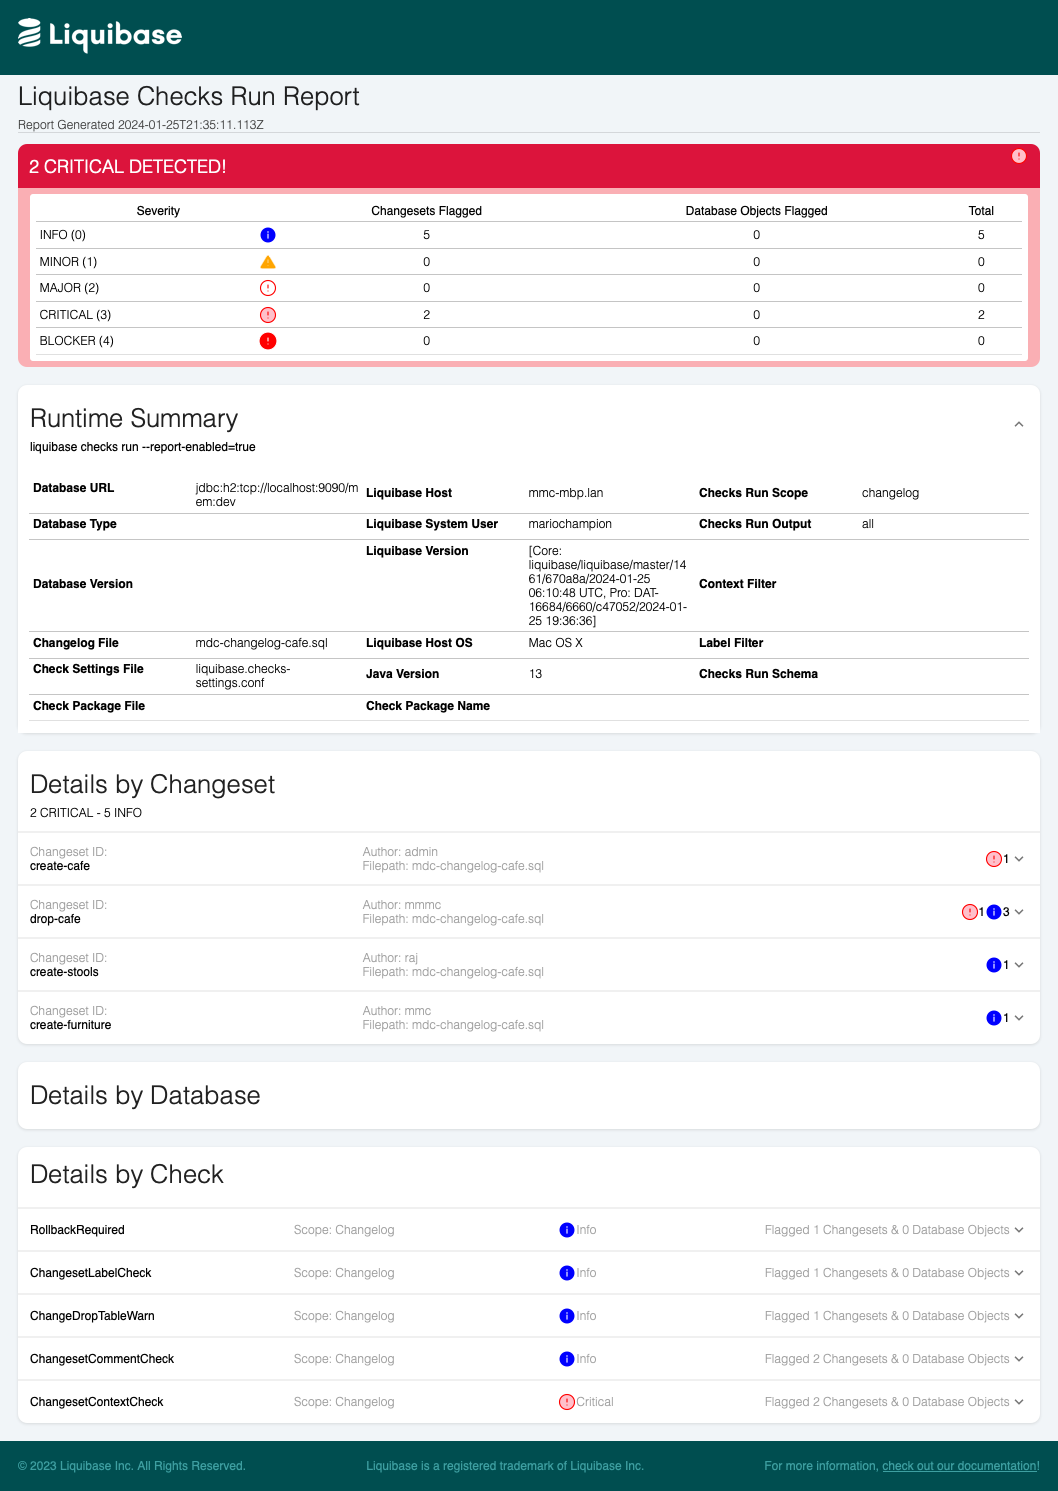 Liquibase
Liquibase Checks Run Report
Report Generated 2024-01-25T21:35:11.113Z
2 CRITICAL DETECTED!
Severity Changesets Flagged Database Objects Flagged Total
INFO (0) 5 0 5
MINOR (1) 0 0 0
MAJOR (2) 0 0 0
CRITICAL (3) 2 0 2
BLOCKER (4) 0 0 0
Runtime Summary
liquibase checks run --report-enabled=true
Database URL jdbc:h2:tcp://localhost:9090/m
em:dev
Liquibase Host mmc-mbp.lan
Checks Run Scope changelog
Database Type
Liquibase System User mariochampion
Checks Run Output all
Database Version
Liquibase Version [Core:
liquibase/liquibase/master/14
61/670a8a/2024-01-25
06:10:48 UTC, Pro: DAT-
16684/6660/c47052/2024-01-
25 19:36:36]
Context Filter
Changelog File mdc-changelog-cafe.sql
Liquibase Host OS Mac OS X
Label Filter
Check Settings File liquibase.checks-
settings.conf
Java Version 13
Checks Run Schema
Check Package File
Check Package Name
Details by Changeset
2 CRITICAL - 5 INFO
Changeset ID: Author: admin
create-cafe Filepath: mdc-changelog-cafe.sql 1
Changeset ID: Author: mmmc
drop-cafe Filepath: mdc-changelog-cafe.sql 1 3
Changeset ID: Author: raj
create-stools Filepath: mdc-changelog-cafe.sql 1
Changeset ID: Author: mmc
create-furniture Filepath: mdc-changelog-cafe.sql 1
Details by Database
Details by Check
RollbackRequired Scope: Changelog Info Flagged 1 Changesets & 0 Database Objects
ChangesetLabelCheck Scope: Changelog Info Flagged 1 Changesets & 0 Database Objects
ChangeDropTableWarn Scope: Changelog Info Flagged 1 Changesets & 0 Database Objects
ChangesetCommentCheck Scope: Changelog Info Flagged 2 Changesets & 0 Database Objects
ChangesetContextCheck Scope: Changelog Critical Flagged 2 Changesets & 0 Database Objects
© 2023 Liquibase Inc. All Rights Reserved. Liquibase is a registered trademark of Liquibase Inc. For more information, check out our documentation!